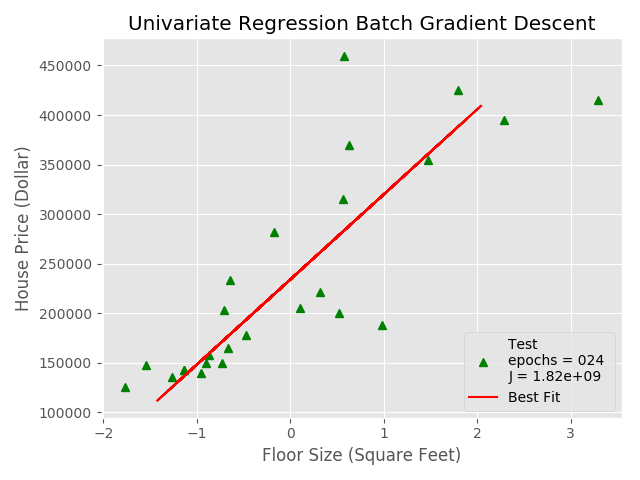 Univariate Regression Batch Gradient Descent
House Price (Dollar)
450000
400000
350000
300000
250000
200000
150000
100000
−2
−1
0
1
2
3
Floor Size (Square Feet)
Test
epochs = 024
J = 1.82e+09
Best Fit